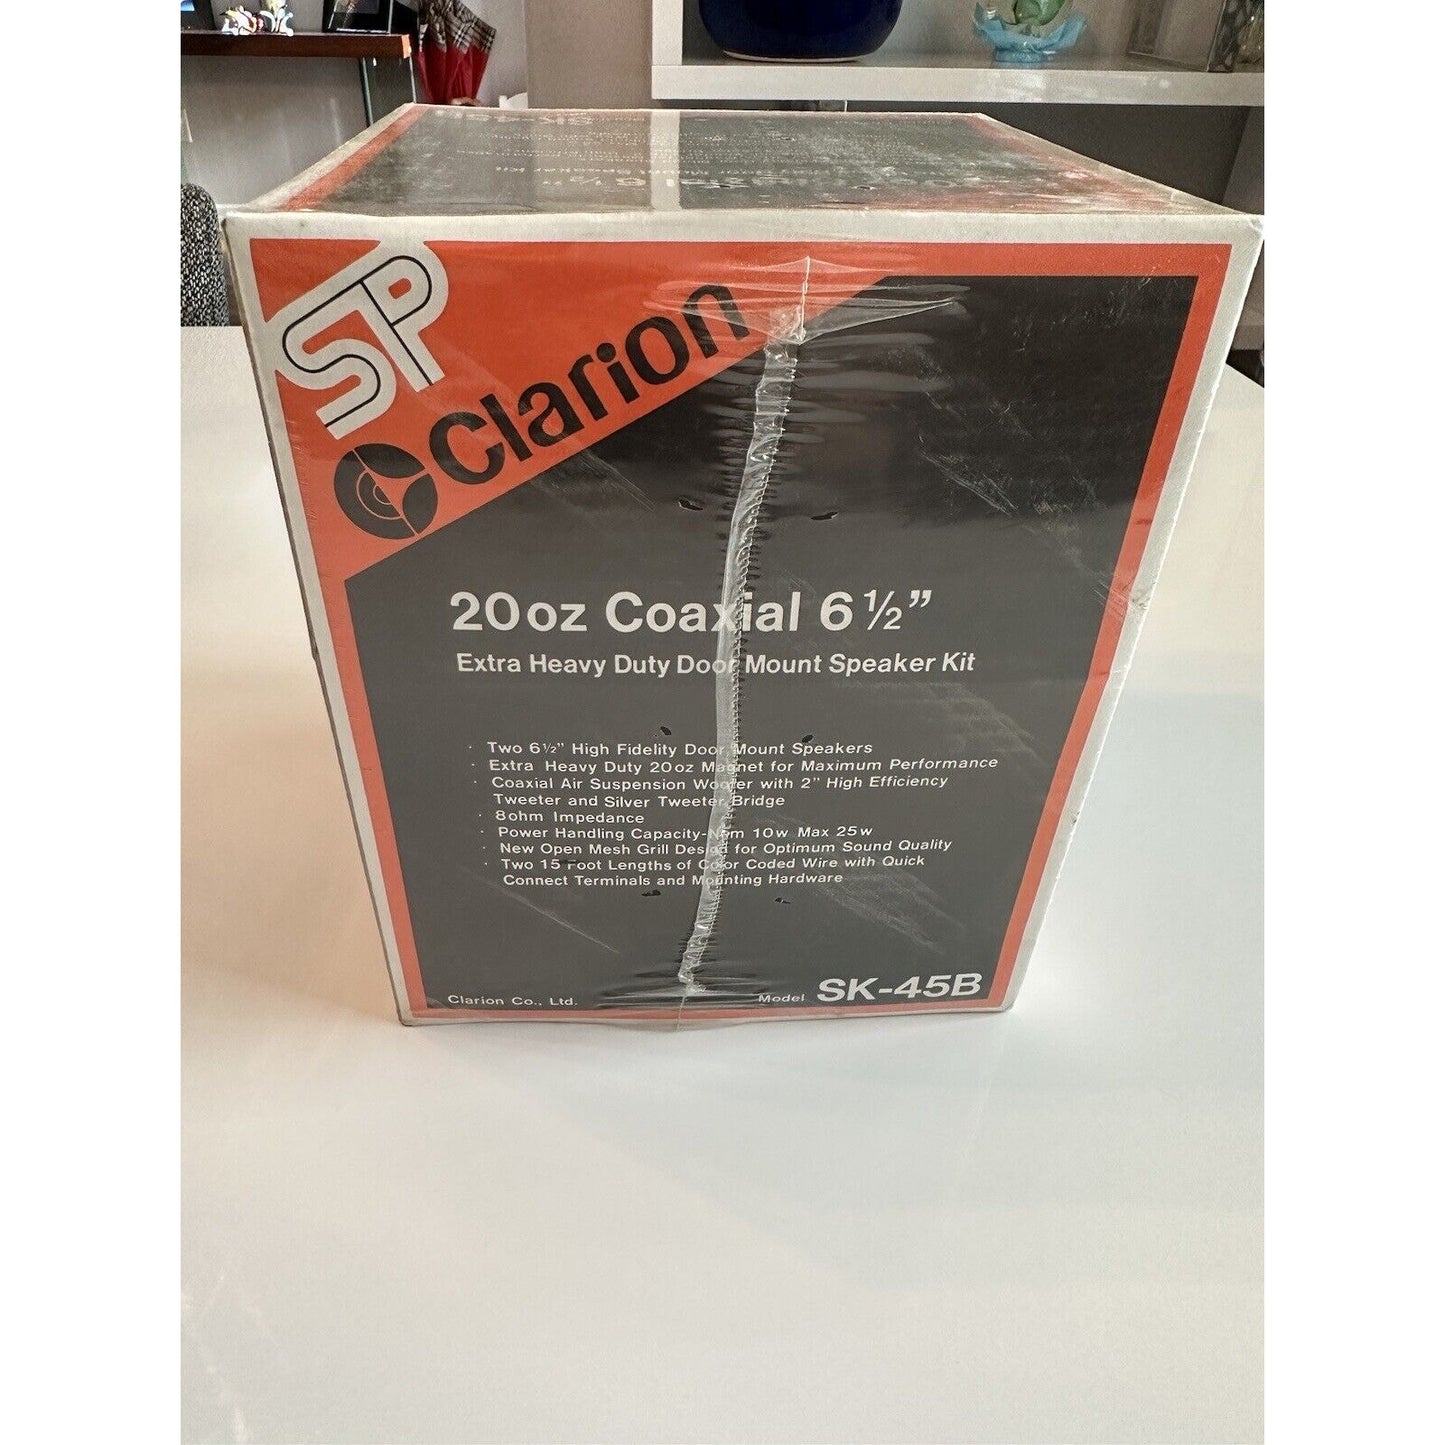 SP
Clarion
20oz Coaxial 6½”
Extra Heavy Duty Door Mount Speaker Kit
· Two 6½” High Fidelity Door Mount Speakers
· Extra Heavy Duty 20oz Magnet for Maximum Performance
· Coaxial Air Suspension Woofer with 2” High Efficiency
Tweeter and Silver Tweeter Bridge
· 8ohm Impedance
· Power Handling Capacity-Nom 10w Max 25w
· New Open Mesh Grill Design for Optimum Sound Quality
· Two 15 Foot Lengths of Color Coded Wire with Quick
Connect Terminals and Mounting Hardware
Clarion Co., Ltd.
Model SK-45B